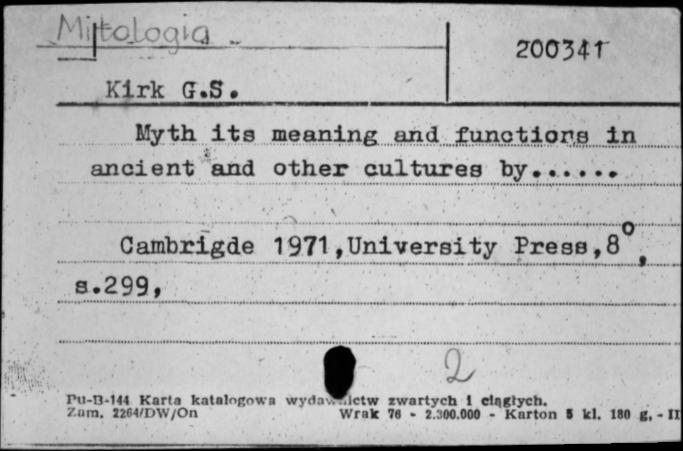 Mitologia
200341
Kirk G.S.
Myth its meaning and functions in
ancient and other cultures by......
Cambrigde 1971,University Press,8°,
s.299,
2
Pu-B-144 Karta katalogowa wydawnictw zwartych i ciągłych.
Zam. 2264/DW/On Wrak 76 - 2.300.000 - Karton 5 kl. 180 g. - II